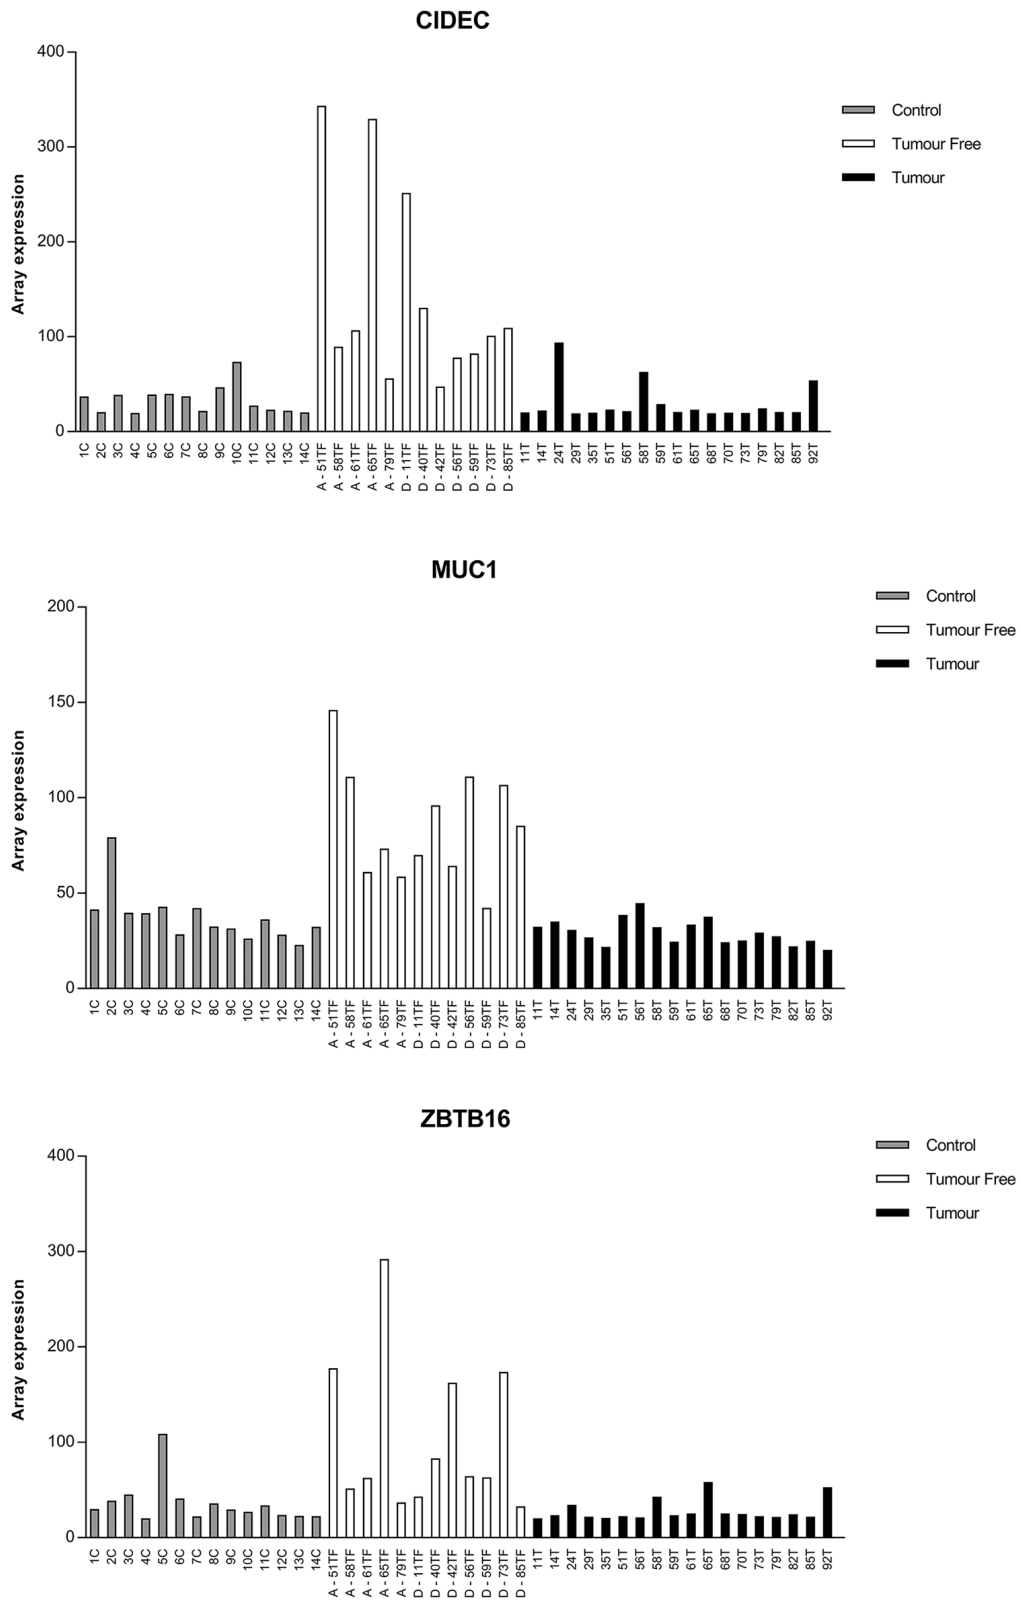 CIDEC
400
300
200
100
0
Array expression
Control
Tumour Free
Tumour
1C 2C 3C 4C 5C 6C 7C 8C 9C 10C 11C 12C 13C 14C A - 51TF A - 58TF A - 61TF A - 65TF A - 79TF D - 11TF D - 40TF D - 42TF D - 56TF D - 59TF D - 73TF D - 85TF 11T 14T 24T 29T 35T 51T 56T 58T 59T 61T 65T 68T 70T 73T 79T 82T 85T 92T
MUC1
200
150
100
50
0
Array expression
Control
Tumour Free
Tumour
1C 2C 3C 4C 5C 6C 7C 8C 9C 10C 11C 12C 13C 14C A - 51TF A - 58TF A - 61TF A - 65TF A - 79TF D - 11TF D - 40TF D - 42TF D - 56TF D - 59TF D - 73TF D - 85TF 11T 14T 24T 29T 35T 51T 56T 58T 59T 61T 65T 68T 70T 73T 79T 82T 85T 92T
ZBTB16
400
300
200
100
0
Array expression
Control
Tumour Free
Tumour
1C 2C 3C 4C 5C 6C 7C 8C 9C 10C 11C 12C 13C 14C A - 51TF A - 58TF A - 61TF A - 65TF A - 79TF D - 11TF D - 40TF D - 42TF D - 56TF D - 59TF D - 73TF D - 85TF 11T 14T 24T 29T 35T 51T 56T 58T 59T 61T 65T 68T 70T 73T 79T 82T 85T 92T